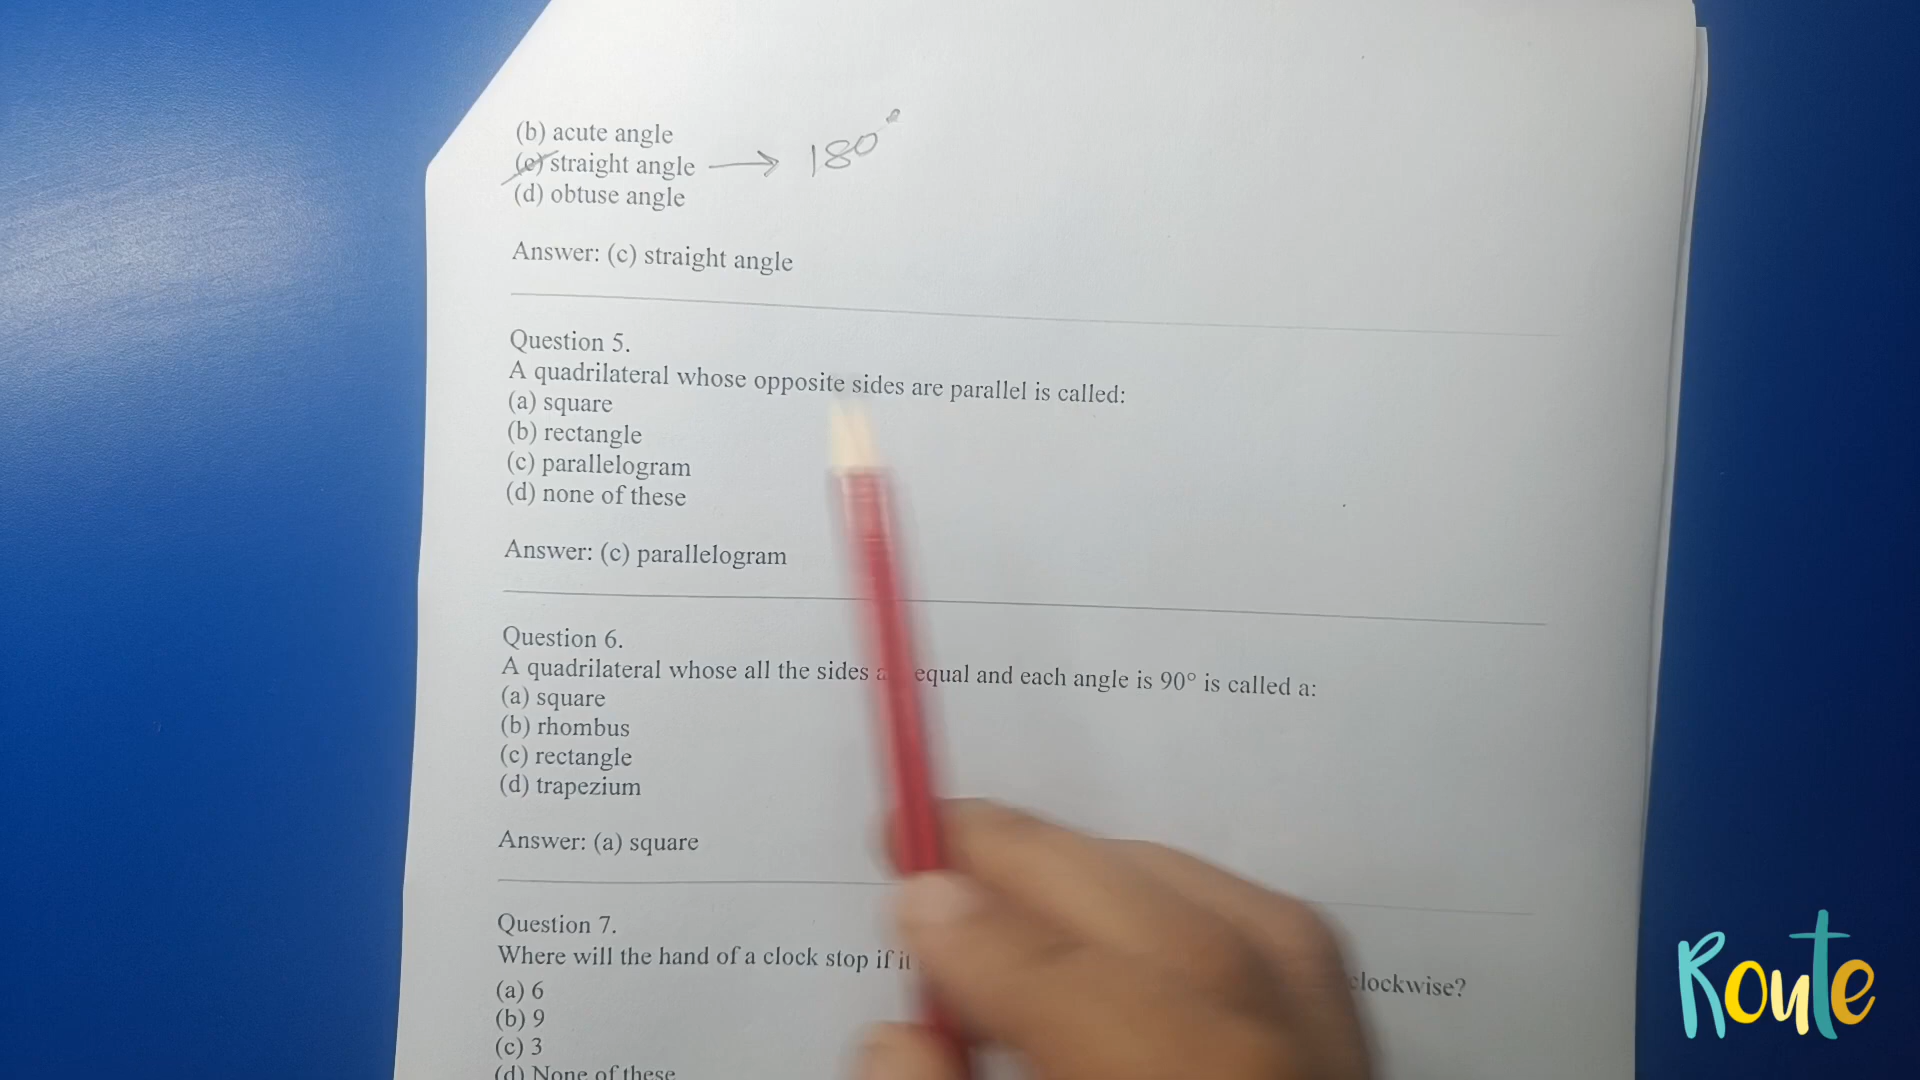 (b) acute angle
(c) straight angle → 180°
(d) obtuse angle
Answer: (c) straight angle
Question 5.
A quadrilateral whose opposite sides are parallel is called:
(a) square
(b) rectangle
(c) parallelogram
(d) none of these
Answer: (c) parallelogram
Question 6.
A quadrilateral whose all the sides equal and each angle is 90° is called a:
(a) square
(b) rhombus
(c) rectangle
(d) trapezium
Answer: (a) square
Question 7.
Where will the hand of a clock stop if it clockwise?
(a) 6
(b) 9
(c) 3
(d) None of these
Route